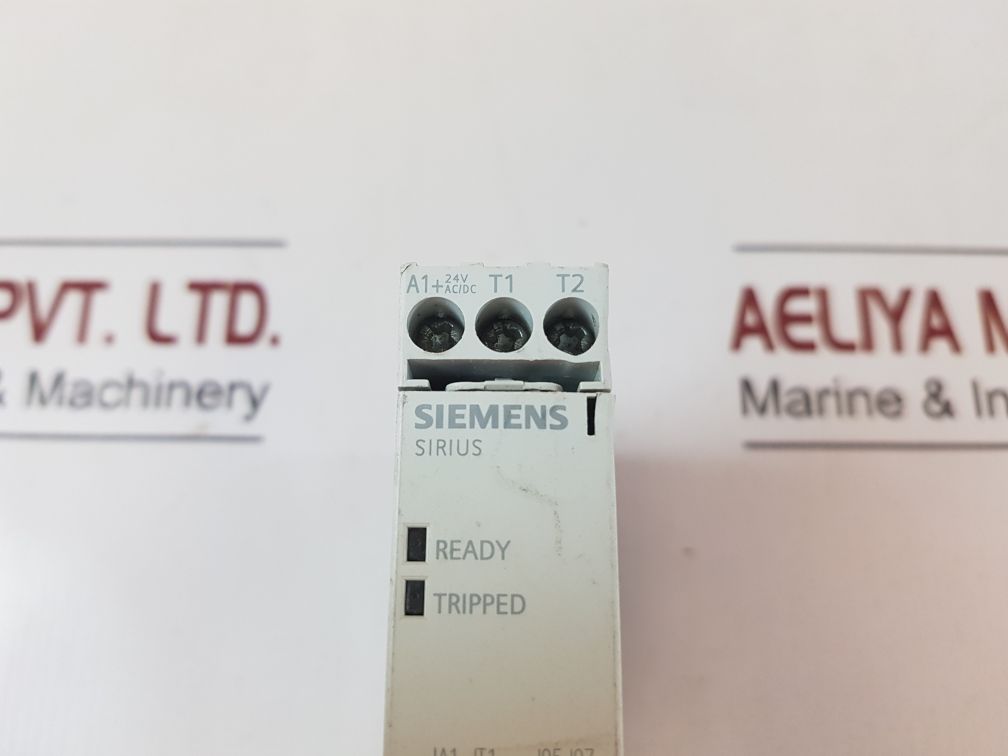 A1+ 24V AC/DC T1 T2
SIEMENS
SIRIUS
READY
TRIPPED
PVT. LTD.
& Machinery
AELIYA M
Marine & In